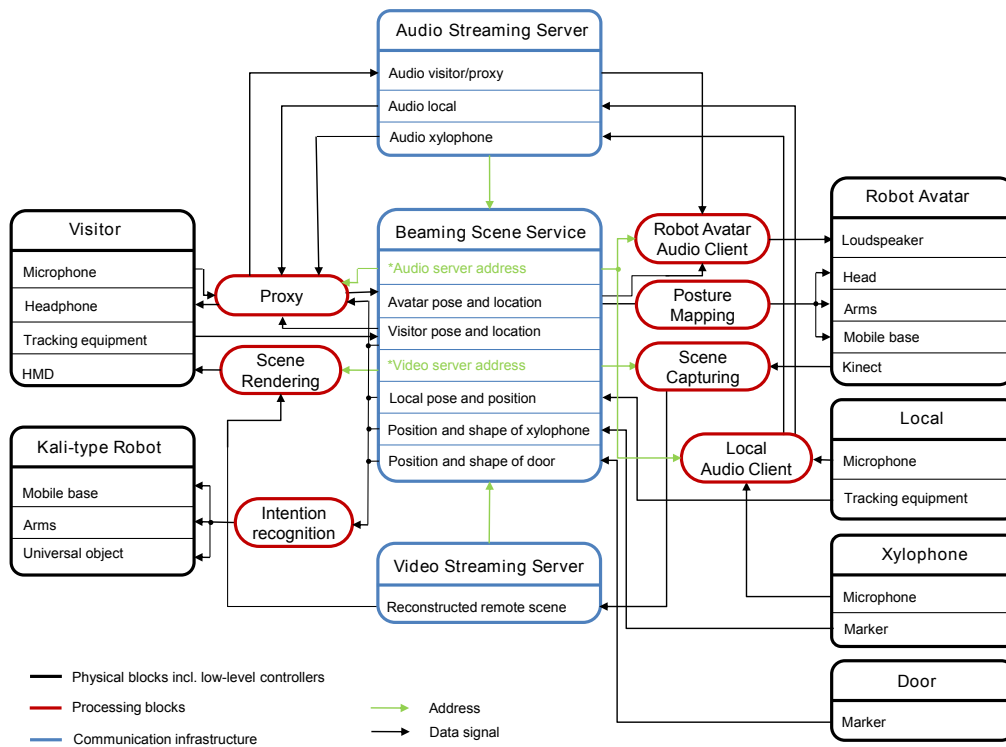 Audio Streaming Server
Audio visitor/proxy
Audio local
Audio xylophone
Visitor
Microphone
Headphone
Tracking equipment
HMD
Proxy
Scene
Rendering
Beaming Scene Service
*Audio server address
Avatar pose and location
Visitor pose and location
*Video server address
Local pose and position
Position and shape of xylophone
Position and shape of door
Robot Avatar
Audio Client
Posture
Mapping
Scene
Capturing
Local
Audio Client
Robot Avatar
Loudspeaker
Head
Arms
Mobile base
Kinect
Kali-type Robot
Mobile base
Arms
Universal object
Intention
recognition
Video Streaming Server
Reconstructed remote scene
Local
Microphone
Tracking equipment
Xylophone
Microphone
Marker
Door
Marker
Physical blocks incl. low-level controllers
Processing blocks
Communication infrastructure
Address
Data signal